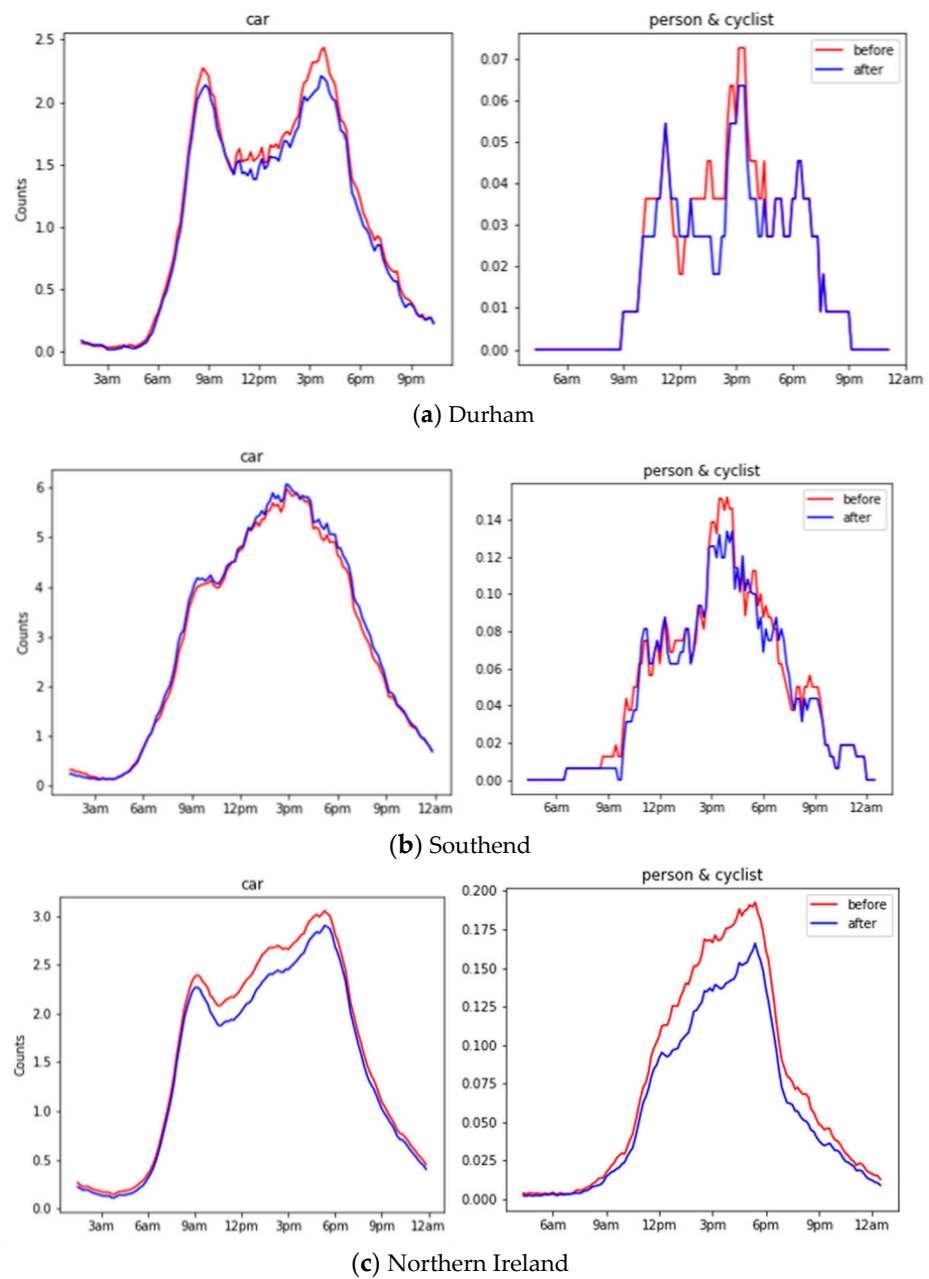 car
person & cyclist
2.5
2.0
1.5
1.0
0.5
0.0
Counts
3am 6am 9am 12pm 3pm 6pm 9pm
0.07
0.06
0.05
0.04
0.03
0.02
0.01
0.00
before
after
6am 9am 12pm 3pm 6pm 9pm 12am
(a) Durham
car
person & cyclist
6
5
4
3
2
1
0
Counts
3am 6am 9am 12pm 3pm 6pm 9pm 12am
0.14
0.12
0.10
0.08
0.06
0.04
0.02
0.00
before
after
6am 9am 12pm 3pm 6pm 9pm 12am
(b) Southend
car
person & cyclist
3.0
2.5
2.0
1.5
1.0
0.5
0.0
Counts
3am 6am 9am 12pm 3pm 6pm 9pm 12am
0.200
0.175
0.150
0.125
0.100
0.075
0.050
0.025
0.000
before
after
6am 9am 12pm 3pm 6pm 9pm 12am
(c) Northern Ireland